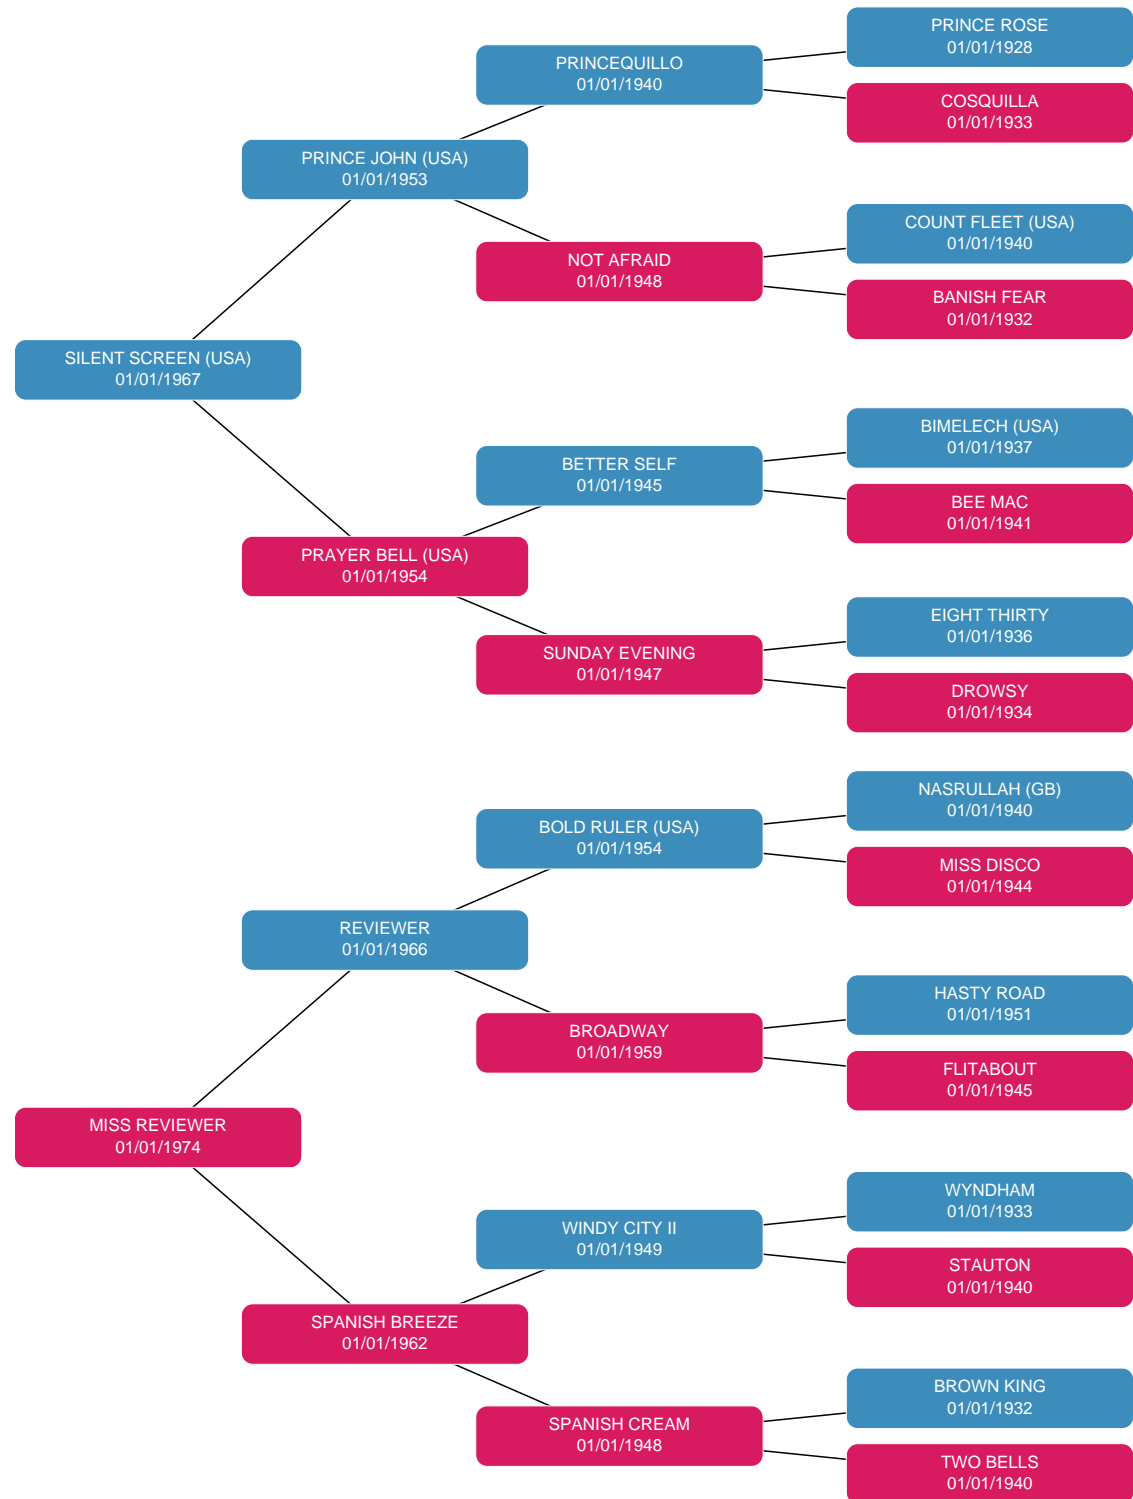 PRINCE ROSE
01/01/1928
PRINCEQUILLO
01/01/1940
COSQUILLA
01/01/1933
PRINCE JOHN (USA)
01/01/1953
COUNT FLEET (USA)
01/01/1940
NOT AFRAID
01/01/1948
BANISH FEAR
01/01/1932
SILENT SCREEN (USA)
01/01/1967
BIMELECH (USA)
01/01/1937
BETTER SELF
01/01/1945
BEE MAC
01/01/1941
PRAYER BELL (USA)
01/01/1954
EIGHT THIRTY
01/01/1936
SUNDAY EVENING
01/01/1947
DROWSY
01/01/1934
NASRULLAH (GB)
01/01/1940
BOLD RULER (USA)
01/01/1954
MISS DISCO
01/01/1944
REVIEWER
01/01/1966
HASTY ROAD
01/01/1951
BROADWAY
01/01/1959
FLITABOUT
01/01/1945
MISS REVIEWER
01/01/1974
WYNDHAM
01/01/1933
WINDY CITY II
01/01/1949
STAUTON
01/01/1940
SPANISH BREEZE
01/01/1962
BROWN KING
01/01/1932
SPANISH CREAM
01/01/1948
TWO BELLS
01/01/1940